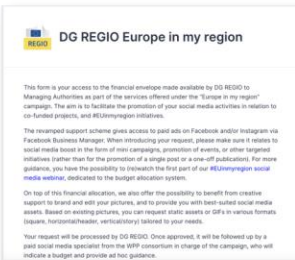 REGIO
DG REGIO Europe in my region
This form is your access to the financial envelope made available by DG REGIO to
Managing Authorities as part of the services offered under the "Europe in my region"
campaign. The aim is to facilitate the promotion of your social media activities in relation to
co-funded projects, and #EUinmyregion initiatives.
The revamped support scheme gives access to paid ads on Facebook and/or Instagram via
Facebook Business Manager. When introducing your request, please make sure it relates to
social media boost in the form of mini campaigns, promotion of events, or other targeted
initiatives (rather than for the promotion of a single post or a one-off publication). For more
guidance, you have the possibility to (re)watch the first part of our #EUinmyregion social
media webinar, dedicated to the budget allocation system.
On top of this financial allocation, we also offer the possibility to benefit from creative
support to brand and edit your pictures, and to provide you with best-suited social media
assets. Based on existing pictures, you can request static assets or GIFs in various formats
(square, horizontal/header, vertical/story) tailored to your needs.
Your request will be processed by DG REGIO. Once approved, it will be followed up by a
paid social media specialist from the WPP consortium in charge of the campaign, who will
indicate a budget and provide ad hoc guidance.